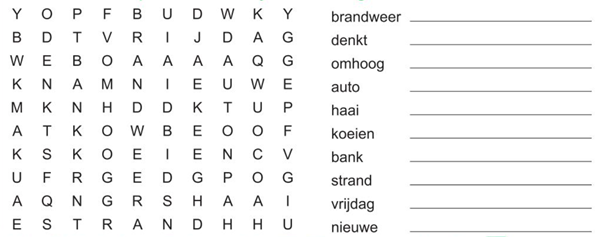 Y O P F B U D W K Y
B D T V R I J D A G
W E B O A A A A Q G
K N A M N I E U W E
M K N H D D K T U P
A T K O W B E O O F
K S K O E I E N C V
U F R G E D G P O G
A Q N G R S H A A I
E S T R A N D H H U
brandweer
denkt
omhoog
auto
haai
koeien
bank
strand
vrijdag
nieuwe